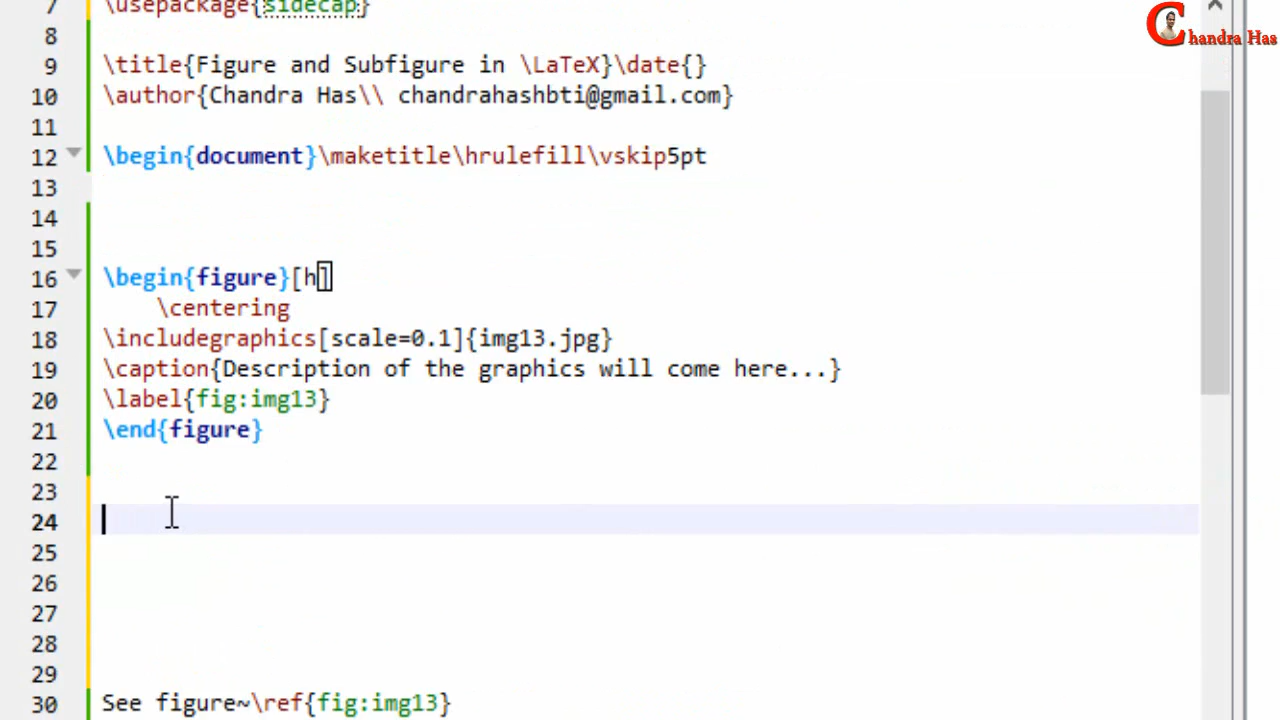 7 \usepackage{sidecap}
Chandra Has
8
9 \title{Figure and Subfigure in \LaTeX}\date{}
10 \author{Chandra Has\\ chandrahashbti@gmail.com}
11
12 \begin{document}\maketitle\hrulefill\vskip5pt
13
14
15
16 \begin{figure}[h]
17 \centering
18 \includegraphics[scale=0.1]{img13.jpg}
19 \caption{Description of the graphics will come here...}
20 \label{fig:img13}
21 \end{figure}
22
23
24
25
26
27
28
29
30 See figure~\ref{fig:img13}